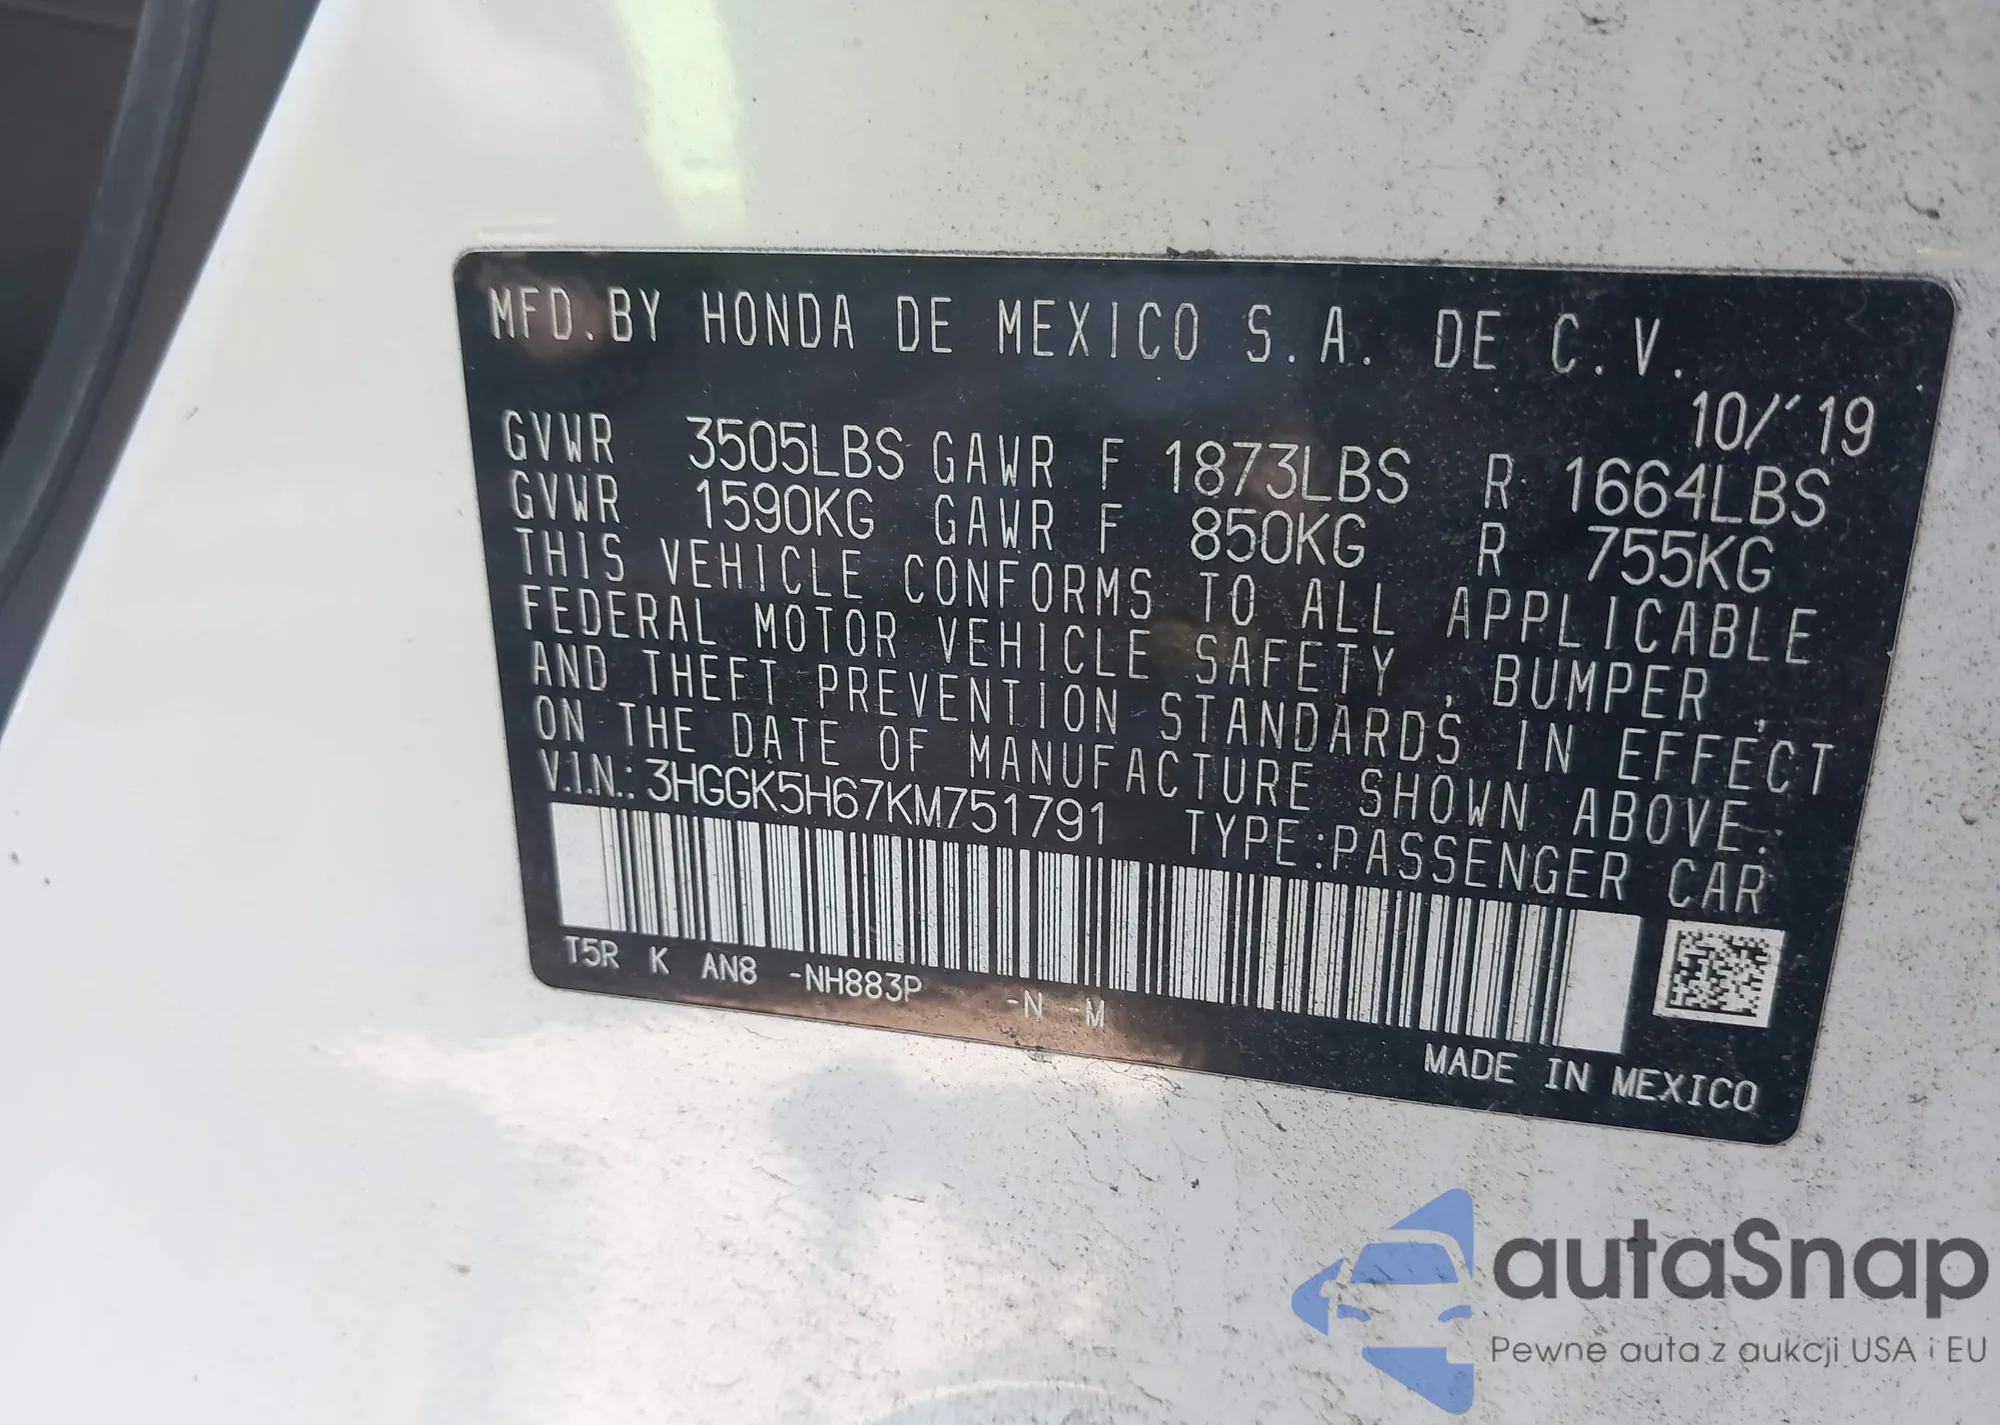 MFD.BY HONDA DE MEXICO S.A. DE C.V.
10/'19
GVWR 3505LBS GAWR F 1873LBS R 1664LBS
GVWR 1590KG GAWR F 850KG R 755KG
THIS VEHICLE CONFORMS TO ALL APPLICABLE
FEDERAL MOTOR VEHICLE SAFETY, BUMPER,
AND THEFT PREVENTION STANDARDS IN EFFECT
ON THE DATE OF MANUFACTURE SHOWN ABOVE.
V.I.N.: 3HGGK5H67KM751791 TYPE:PASSENGER CAR
T5R K AN8 -NH883P -N -M
MADE IN MEXICO
autaSnap
Pewne auta z aukcji USA i EU